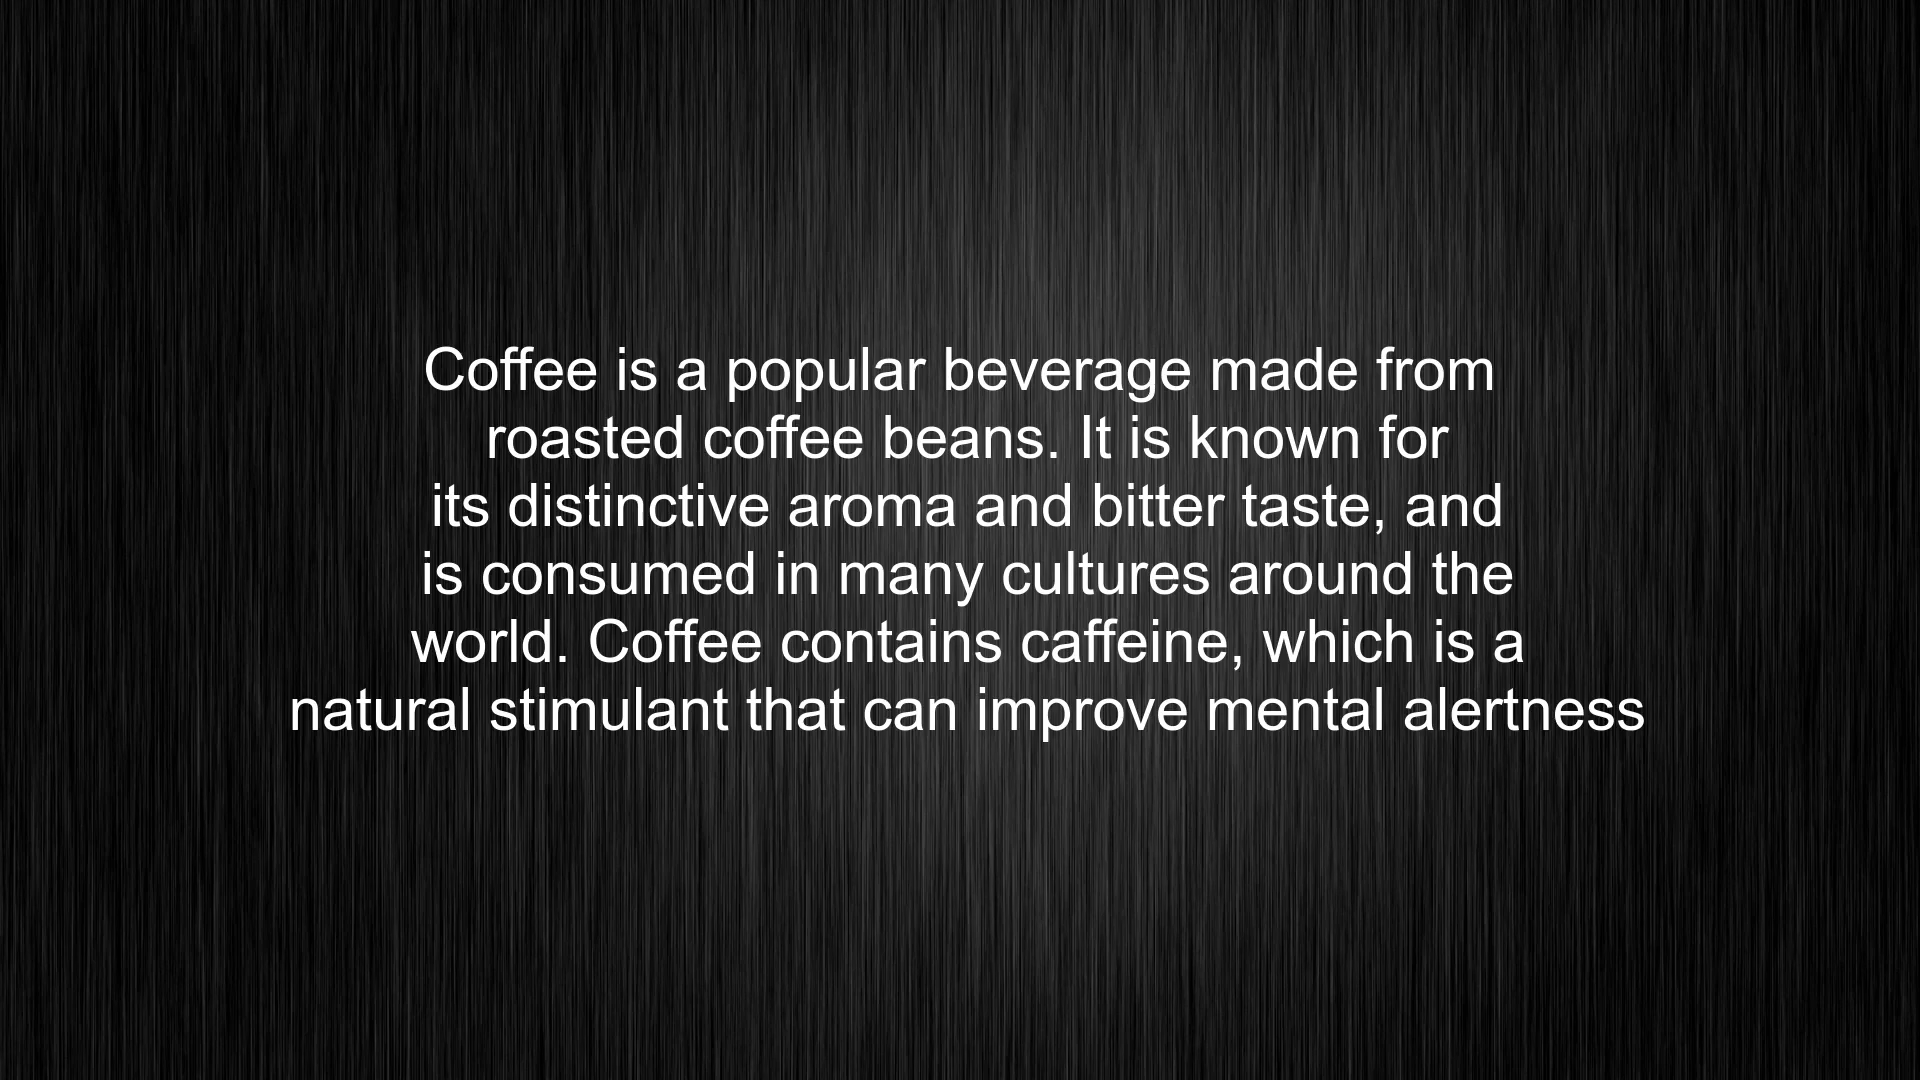 Coffee is a popular beverage made from
roasted coffee beans. It is known for
its distinctive aroma and bitter taste, and
is consumed in many cultures around the
world. Coffee contains caffeine, which is a
natural stimulant that can improve mental alertness